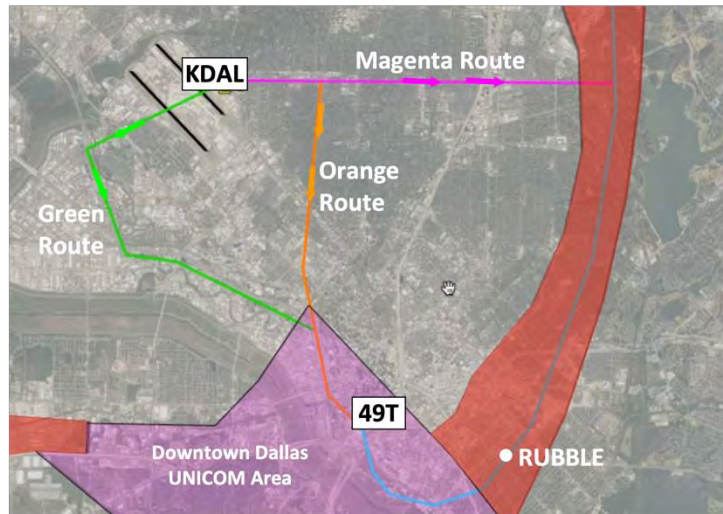 KDAL
Magenta Route
Orange
Route
Green
Route
49T
Downtown Dallas
UNICOM Area
RUBBLE